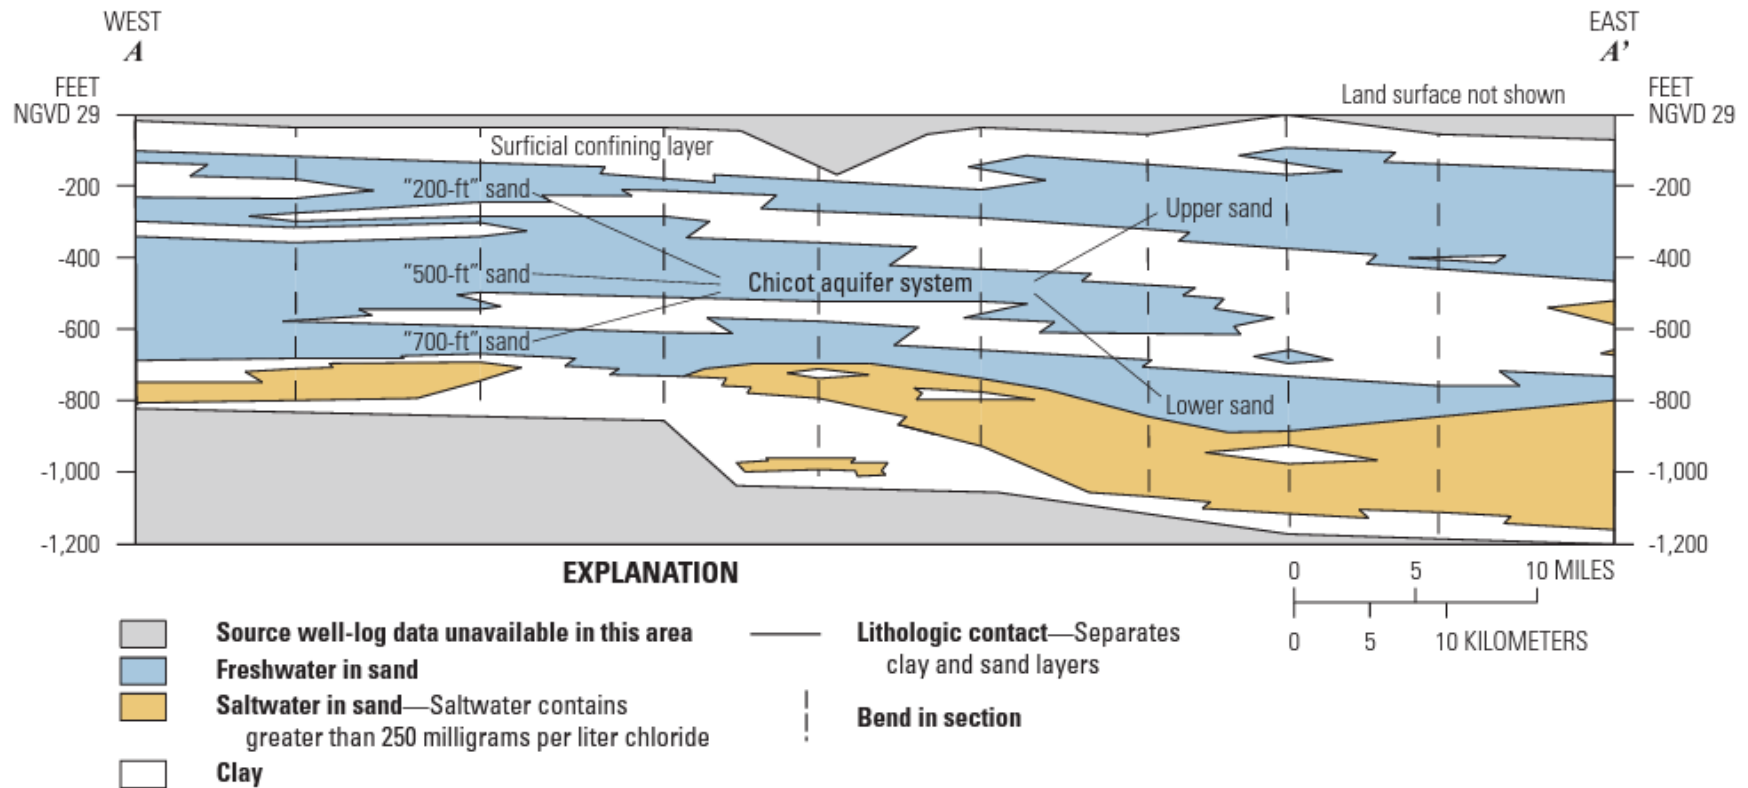 WEST
A
EAST
A’
FEET
NGVD 29
FEET
NGVD 29
Land surface not shown
Surficial confining layer
“200-ft” sand
Upper sand
“500-ft” sand
Chicot aquifer system
“700-ft” sand
Lower sand
-200
-400
-600
-800
-1,000
-1,200
-200
-400
-600
-800
-1,000
-1,200
EXPLANATION
0 5 10 MILES
0 5 10 KILOMETERS
Source well-log data unavailable in this area
Freshwater in sand
Saltwater in sand—Saltwater contains
greater than 250 milligrams per liter chloride
Clay
Lithologic contact—Separates
clay and sand layers
Bend in section